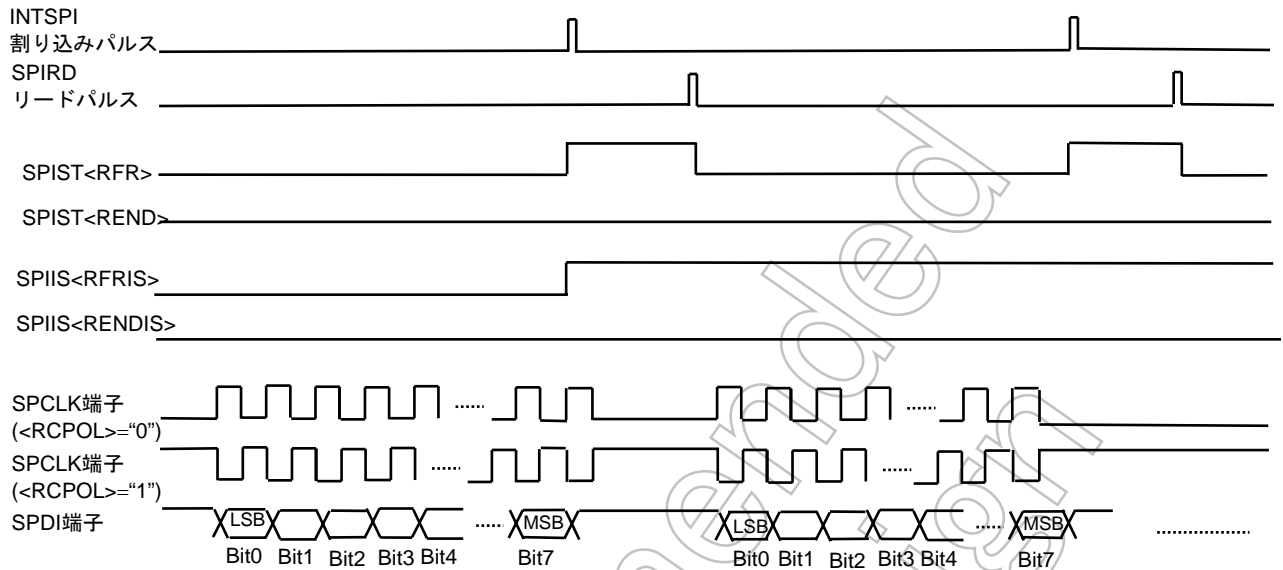 INTSPI
割り込みパルス
SPIRD
リードパルス
SPIST<RFR>
SPIST<REND>
SPIIS<RFRIS>
SPIIS<RENDIS>
SPCLK端子
(<RCPOL>=“0”)
SPCLK端子
(<RCPOL>=“1”)
SPDI端子 LSB MSB LSB MSB
Bit0 Bit1 Bit2 Bit3 Bit4 Bit7 Bit0 Bit1 Bit2 Bit3 Bit4 Bit7